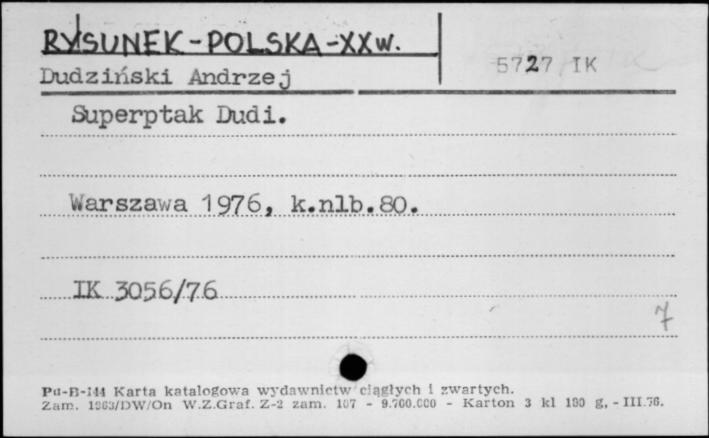 RYSUNEK-POLSKA-XXW.
5727 IK
Dudziński Andrzej
Superptak Dudi.
Warszawa 1976, k.nlb.80.
IK 3056/76
7
Pu-B-144 Karta katalogowa wydawnictw ciągłych i zwartych.
Zam. 1963/DW/On W.Z.Graf. Z-2 zam. 107 - 9.700.000 - Karton 3 kl 190 g, - III.76.